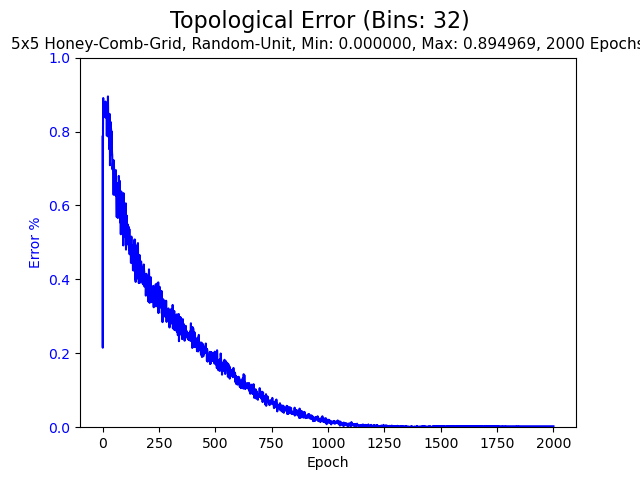 Topological Error (Bins: 32)
5x5 Honey-Comb-Grid, Random-Unit, Min: 0.000000, Max: 0.894969, 2000 Epochs
1.0
0.8
0.6
0.4
0.2
0.0
Error %
0 250 500 750 1000 1250 1500 1750 2000
Epoch